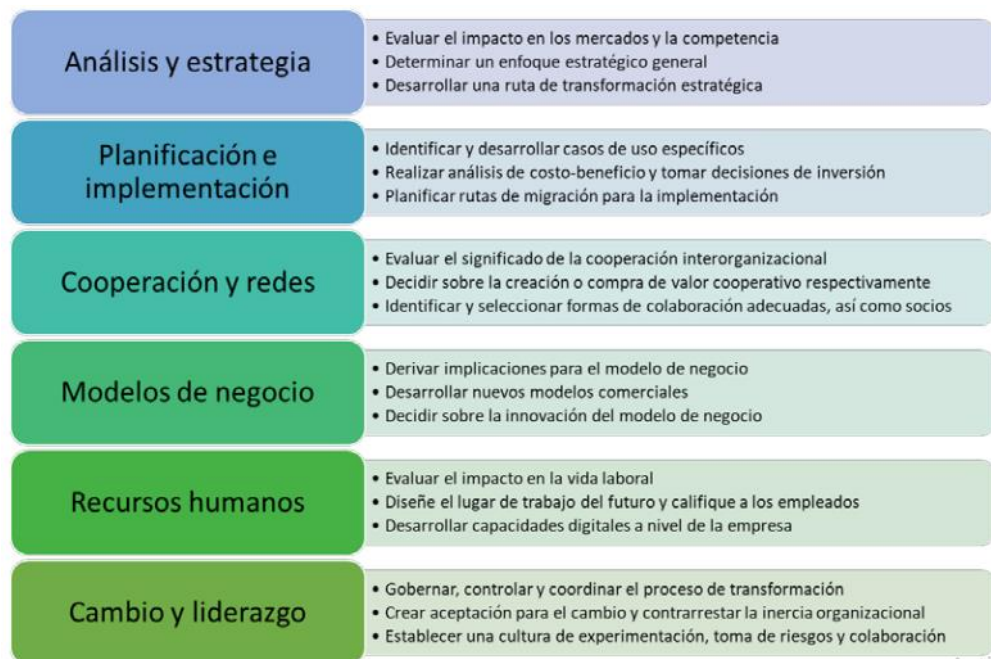 Análisis y estrategia
• Evaluar el impacto en los mercados y la competencia
• Determinar un enfoque estratégico general
• Desarrollar una ruta de transformación estratégica
Planificación e
implementación
• Identificar y desarrollar casos de uso específicos
• Realizar análisis de costo-beneficio y tomar decisiones de inversión
• Planificar rutas de migración para la implementación
Cooperación y redes
• Evaluar el significado de la cooperación interorganizacional
• Decidir sobre la creación o compra de valor cooperativo respectivamente
• Identificar y seleccionar formas de colaboración adecuadas, así como socios
Modelos de negocio
• Derivar implicaciones para el modelo de negocio
• Desarrollar nuevos modelos comerciales
• Decidir sobre la innovación del modelo de negocio
Recursos humanos
• Evaluar el impacto en la vida laboral
• Diseñe el lugar de trabajo del futuro y califique a los empleados
• Desarrollar capacidades digitales a nivel de la empresa
Cambio y liderazgo
• Gobernar, controlar y coordinar el proceso de transformación
• Crear aceptación para el cambio y contrarrestar la inercia organizacional
• Establecer una cultura de experimentación, toma de riesgos y colaboración